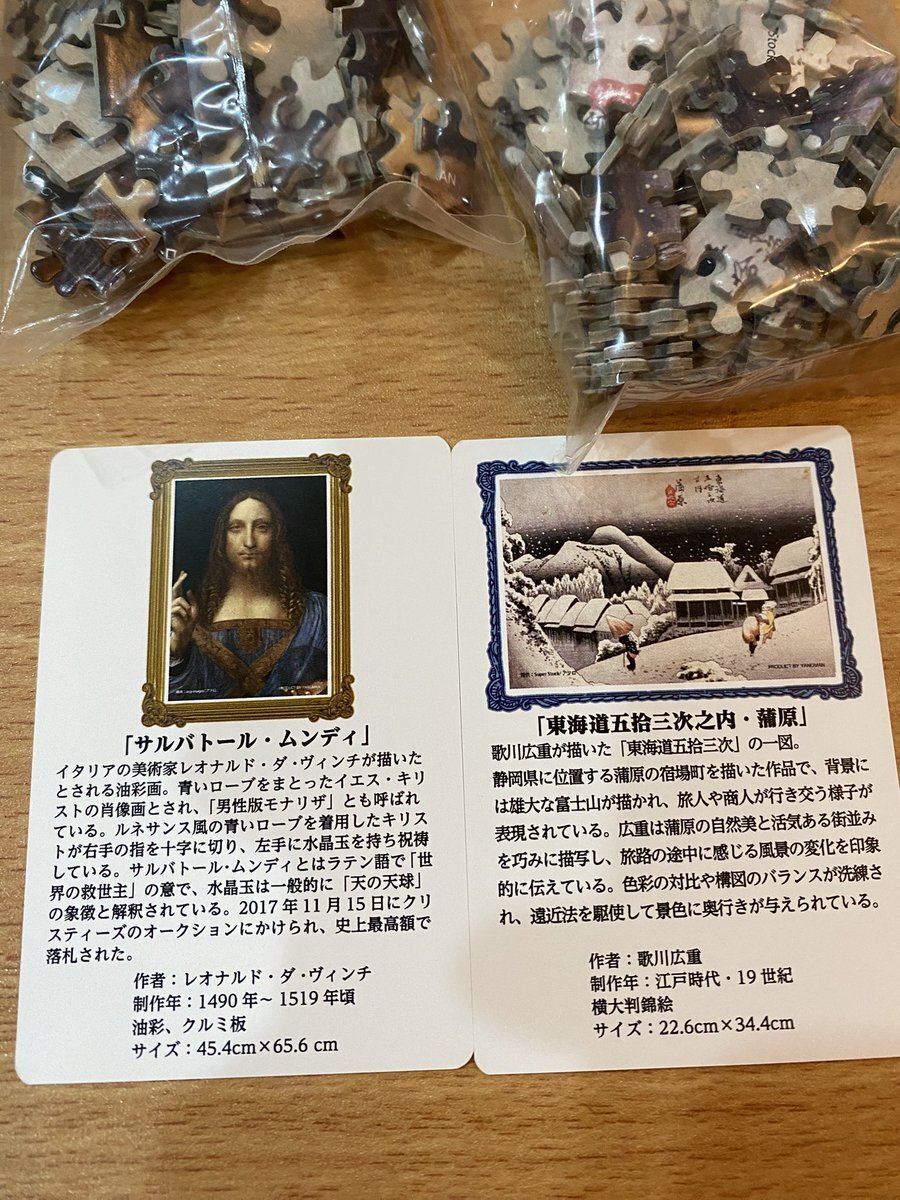 Stock
AN
東海道
五拾三次
之内
蒲原
PRODUCT BY YANOMAN
「サルバトール・ムンディ」
イタリアの美術家レオナルド・ダ・ヴィンチが描いた
とされる油彩画。青いローブをまとったイエス・キリ
ストの肖像画とされ、「男性版モナリザ」とも呼ばれ
ている。ルネサンス風の青いローブを着用したキリス
トが右手の指を十字に切り、左手に水晶玉を持ち祝祷
している。サルバトール・ムンディとはラテン語で「世
界の救世主」の意で、水晶玉は一般的に「天の天球」
の象徴と解釈されている。2017年11月15日にクリ
スティーズのオークションにかけられ、史上最高額で
落札された。
作者：レオナルド・ダ・ヴィンチ
制作年：1490年～1519年頃
油彩、クルミ板
サイズ：45.4cm×65.6 cm
提供：Super Stock/アフロ
「東海道五拾三次之内・蒲原」
歌川広重が描いた「東海道五拾三次」の一図。
静岡県に位置する蒲原の宿場町を描いた作品で、背景に
は雄大な富士山が描かれ、旅人や商人が行き交う様子が
表現されている。広重は蒲原の自然美と活気ある街並み
を巧みに描写し、旅路の途中に感じる風景の変化を印象
的に伝えている。色彩の対比や構図のバランスが洗練さ
れ、遠近法を駆使して景色に奥行きが与えられている。
作者：歌川広重
制作年：江戸時代・19世紀
横大判錦絵
サイズ：22.6cm×34.4cm